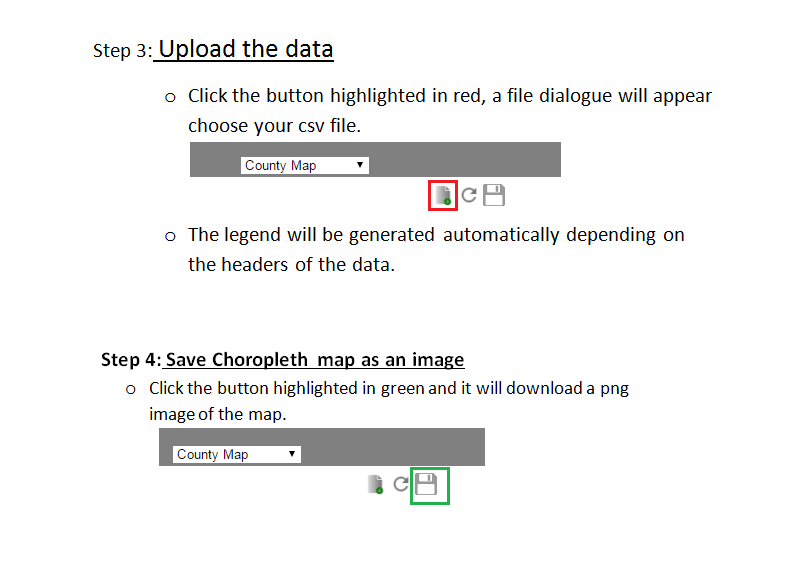 Step 3: Upload the data
o Click the button highlighted in red, a file dialogue will appear
choose your csv file.
County Map
o The legend will be generated automatically depending on
the headers of the data.
Step 4: Save Choropleth map as an image
o Click the button highlighted in green and it will download a png
image of the map.
County Map